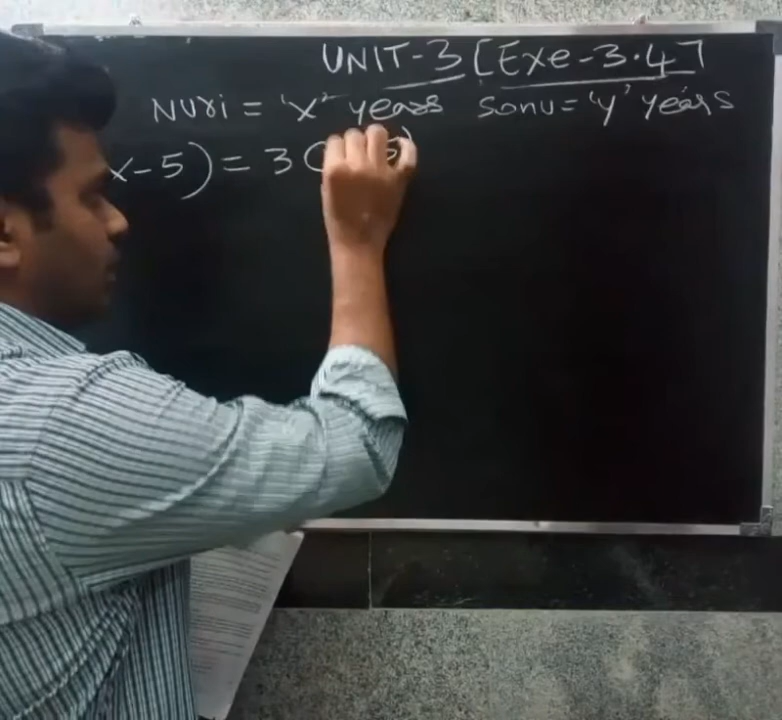 UNIT-3 [Exe-3.4]
Nuri = 'x' years Sonu = 'y' years
x-5) = 3(